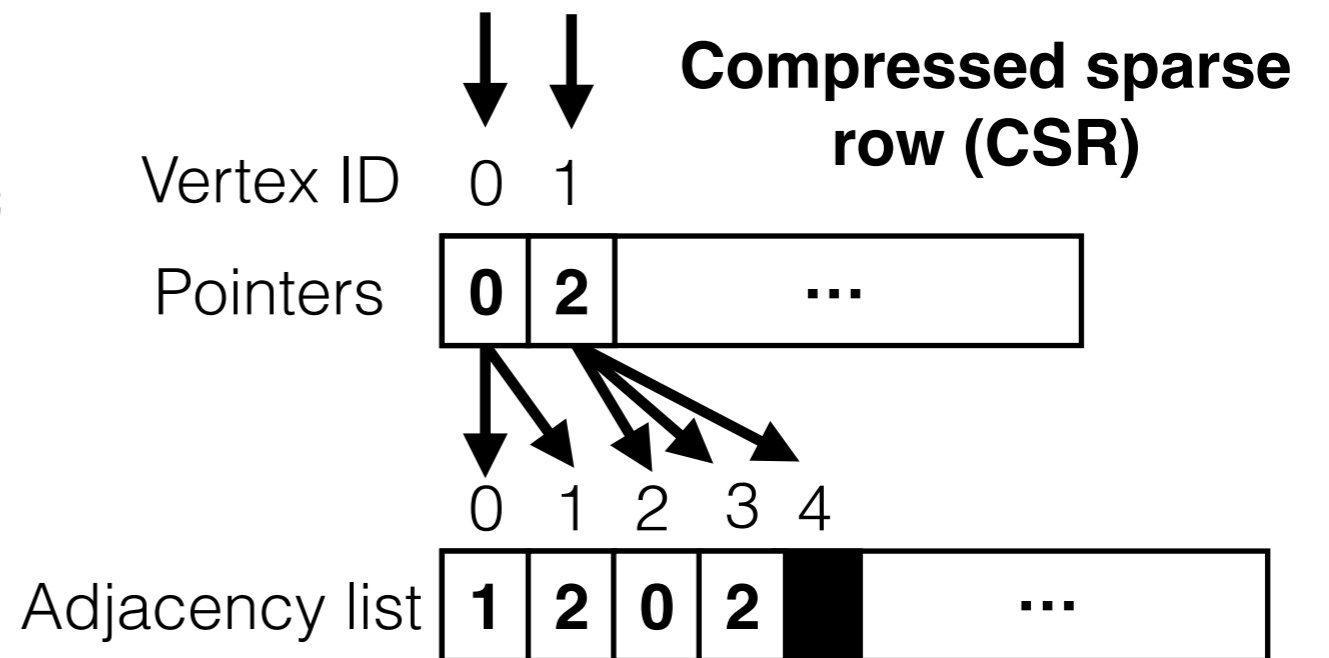 Compressed sparse
row (CSR)
Vertex ID 0 1
Pointers 0 2 ...
0 1 2 3 4
Adjacency list 1 2 0 2 ...